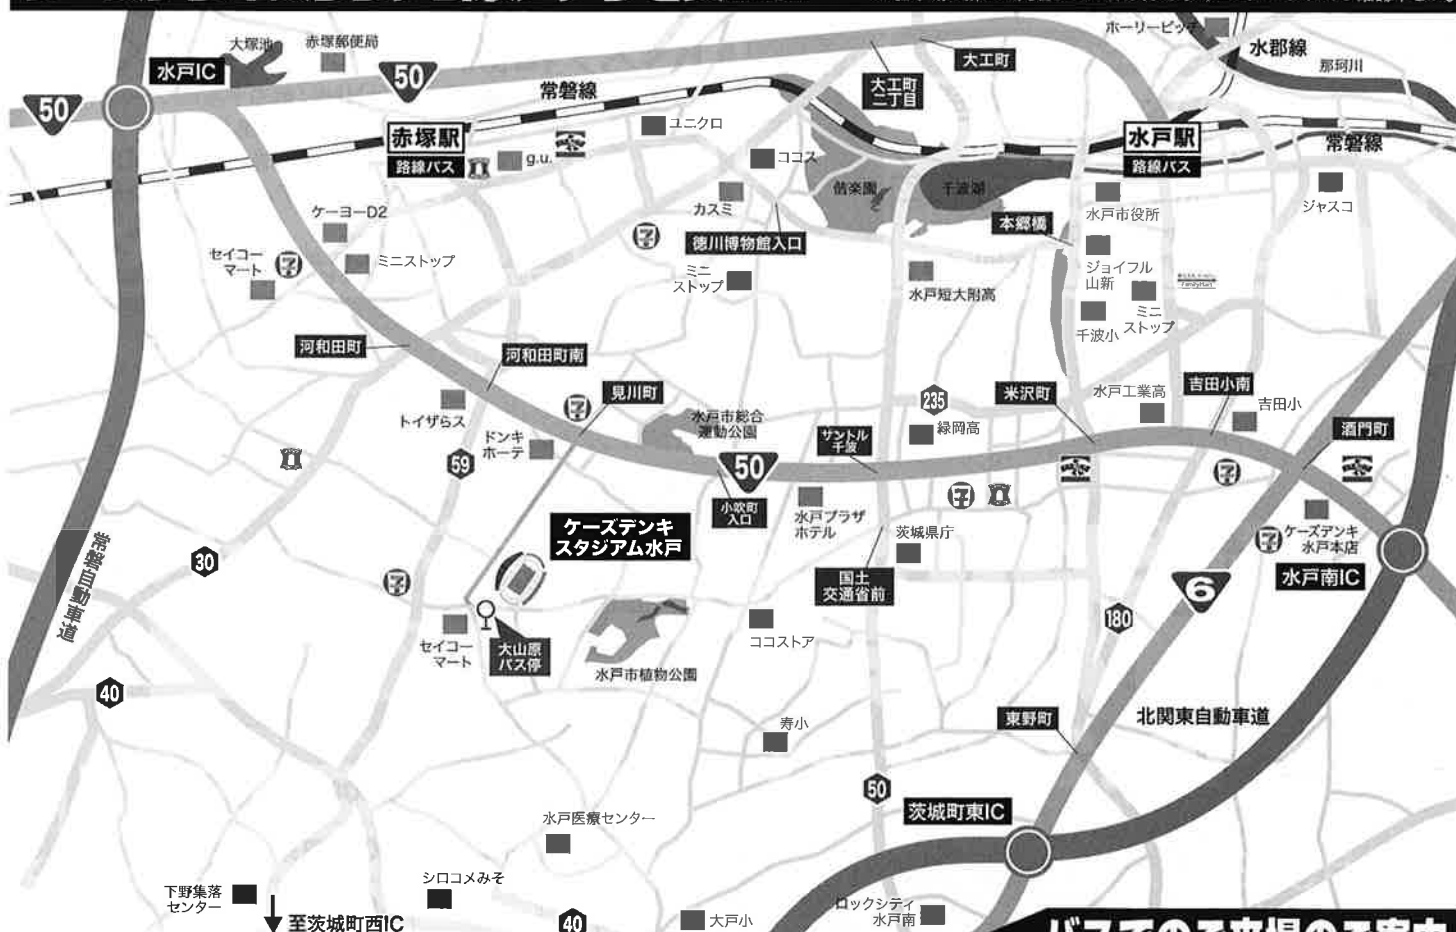 ホーリーピッチ
水郡線
那珂川
大塚池
赤塚郵便局
水戸IC
50
50
常磐線
大工町
大工町
二丁目
赤塚駅
路線バス
g.u.
ユニクロ
ココス
カスミ
偕楽園
千波湖
水戸駅
路線バス
常磐線
ジャスコ
水戸市役所
本郷橋
徳川博物館入口
ケーヨーD2
セイコー
マート
ミニストップ
ミニ
ストップ
水戸短大附高
ジョイフル
山新
FamilyMart
ミニ
ストップ
千波小
河和田町
河和田町南
見川町
トイザらス
ドンキ
ホーテ
水戸市総合
運動公園
サントル
千波
235
緑岡高
米沢町
水戸工業高
吉田小南
吉田小
酒門町
59
50
小吹町
入口
水戸プラザ
ホテル
茨城県庁
ケーズデンキ
スタジアム水戸
国土
交通省前
ケーズデンキ
水戸本店
水戸南IC
常磐自動車道
30
6
180
セイコー
マート
大山原
バス停
水戸市植物公園
ココストア
40
寿小
東野町
北関東自動車道
50
茨城町東IC
水戸医療センター
下野集落
センター
シロコメみそ
至茨城町西IC
40
大戸小
ロックシティ
水戸南
バスでのご来場のご案内